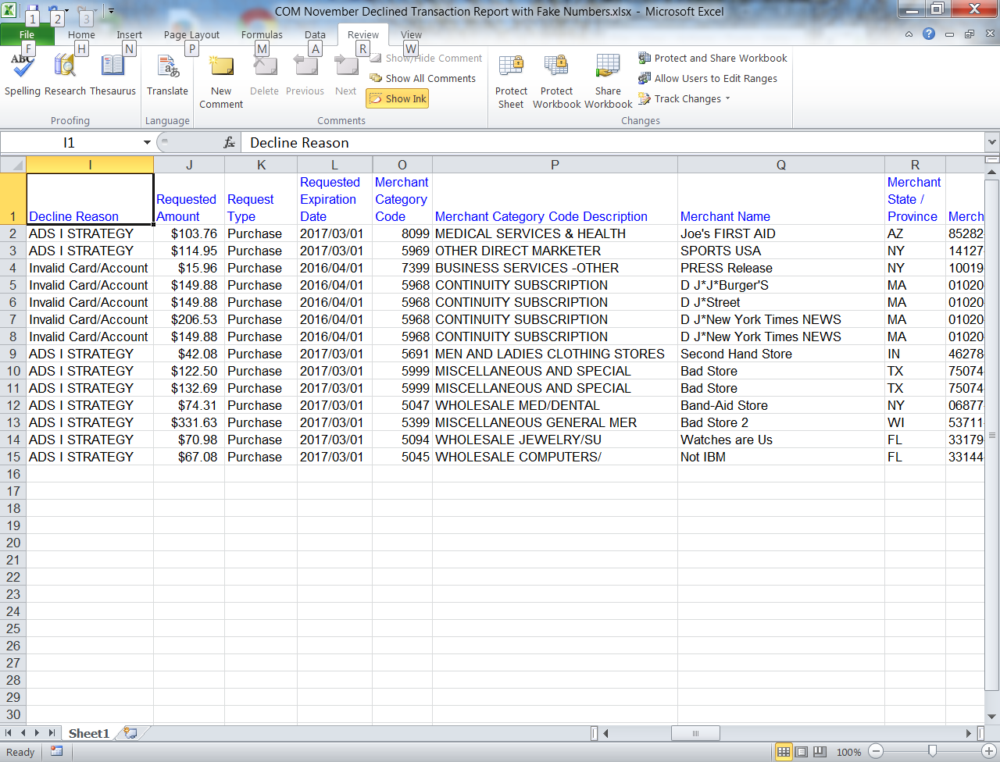 COM November Declined Transaction Report with Fake Numbers.xlsx - Microsoft Excel
1 2 3
File Home Insert Page Layout Formulas Data Review View
F H N P M A R W
ABC
Spelling Research Thesaurus Translate New Comment Delete Previous Next
Show/Hide Comment
Show All Comments
Show Ink
Protect Sheet Protect Workbook Share Workbook
Protect and Share Workbook
Allow Users to Edit Ranges
Track Changes
Proofing Language Comments Changes
I1 fx Decline Reason
I J K L O P Q R
1 Decline Reason Requested Amount Request Type Requested Expiration Date Merchant Category Code Merchant Category Code Description Merchant Name Merchant State / Province Merch
2 ADS I STRATEGY $103.76 Purchase 2017/03/01 8099 MEDICAL SERVICES & HEALTH Joe's FIRST AID AZ 85282
3 ADS I STRATEGY $114.95 Purchase 2017/03/01 5969 OTHER DIRECT MARKETER SPORTS USA NY 14127
4 Invalid Card/Account $15.96 Purchase 2016/04/01 7399 BUSINESS SERVICES -OTHER PRESS Release NY 10019
5 Invalid Card/Account $149.88 Purchase 2016/04/01 5968 CONTINUITY SUBSCRIPTION D J*J*Burger'S MA 01020
6 Invalid Card/Account $149.88 Purchase 2016/04/01 5968 CONTINUITY SUBSCRIPTION D J*Street MA 01020
7 Invalid Card/Account $206.53 Purchase 2016/04/01 5968 CONTINUITY SUBSCRIPTION D J*New York Times NEWS MA 01020
8 Invalid Card/Account $149.88 Purchase 2016/04/01 5968 CONTINUITY SUBSCRIPTION D J*New York Times NEWS MA 01020
9 ADS I STRATEGY $42.08 Purchase 2017/03/01 5691 MEN AND LADIES CLOTHING STORES Second Hand Store IN 46278
10 ADS I STRATEGY $122.50 Purchase 2017/03/01 5999 MISCELLANEOUS AND SPECIAL Bad Store TX 75074
11 ADS I STRATEGY $132.69 Purchase 2017/03/01 5999 MISCELLANEOUS AND SPECIAL Bad Store TX 75074
12 ADS I STRATEGY $74.31 Purchase 2017/03/01 5047 WHOLESALE MED/DENTAL Band-Aid Store NY 06877
13 ADS I STRATEGY $331.63 Purchase 2017/03/01 5399 MISCELLANEOUS GENERAL MER Bad Store 2 WI 53711
14 ADS I STRATEGY $70.98 Purchase 2017/03/01 5094 WHOLESALE JEWELRY/SU Watches are Us FL 33179
15 ADS I STRATEGY $67.08 Purchase 2017/03/01 5045 WHOLESALE COMPUTERS/ Not IBM FL 33144
16
17
18
19
20
21
22
23
24
25
26
27
28
29
30
Sheet1
Ready 100%